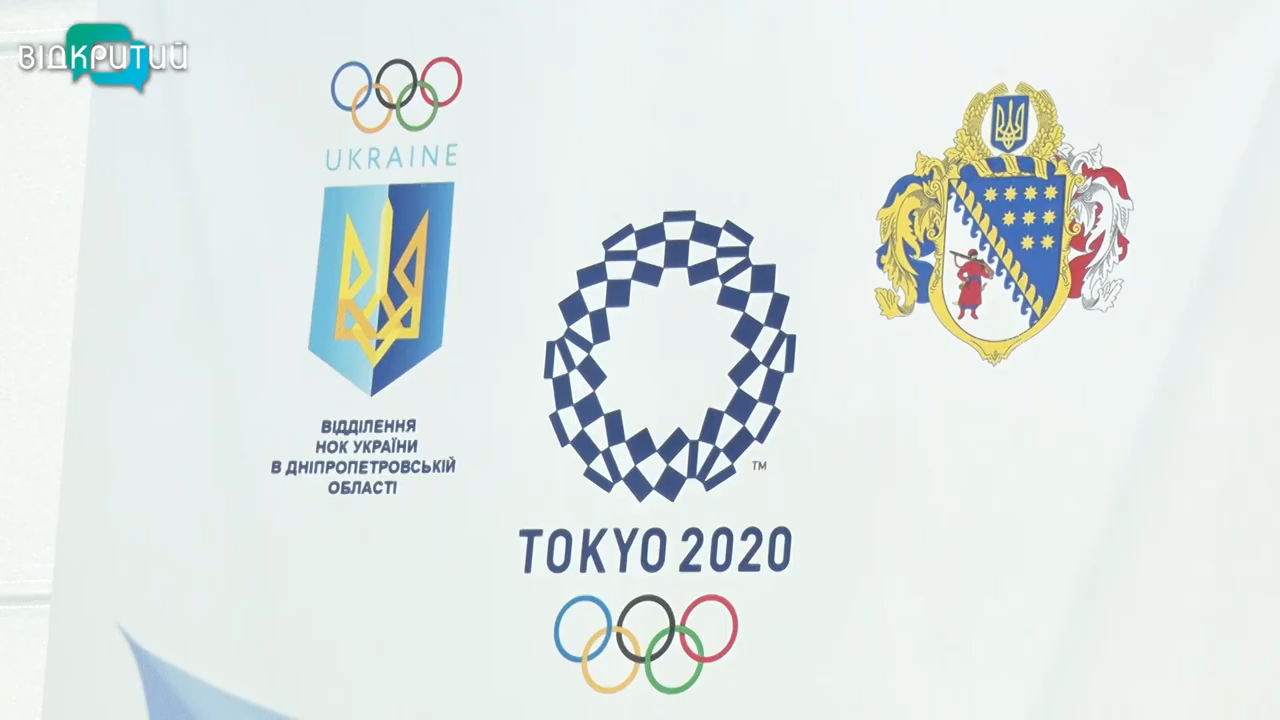 ВІДКРИТИЙ
UKRAINE
ВІДДІЛЕННЯ
НОК УКРАЇНИ
В ДНІПРОПЕТРОВСЬКІЙ
ОБЛАСТІ
TM
TOKYO 2020